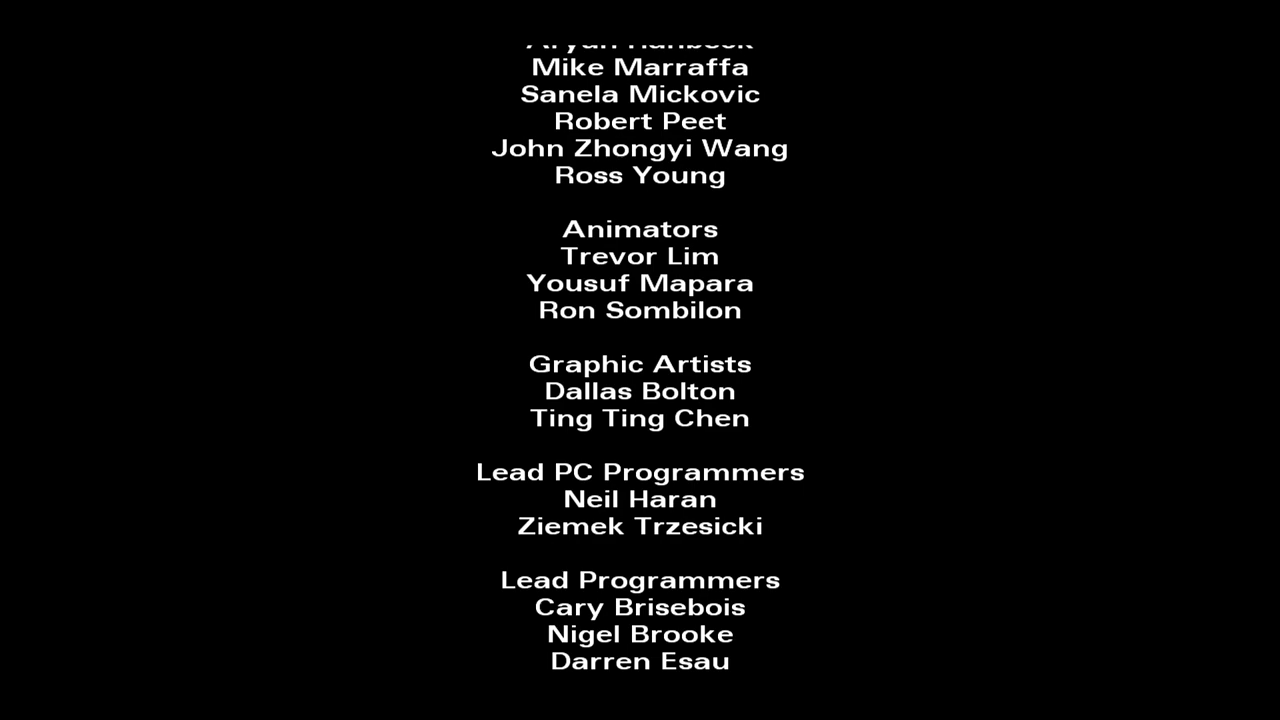 Mike Marraffa
Sanela Mickovic
Robert Peet
John Zhongyi Wang
Ross Young
Animators
Trevor Lim
Yousuf Mapara
Ron Sombilon
Graphic Artists
Dallas Bolton
Ting Ting Chen
Lead PC Programmers
Neil Haran
Ziemek Trzesicki
Lead Programmers
Cary Brisebois
Nigel Brooke
Darren Esau